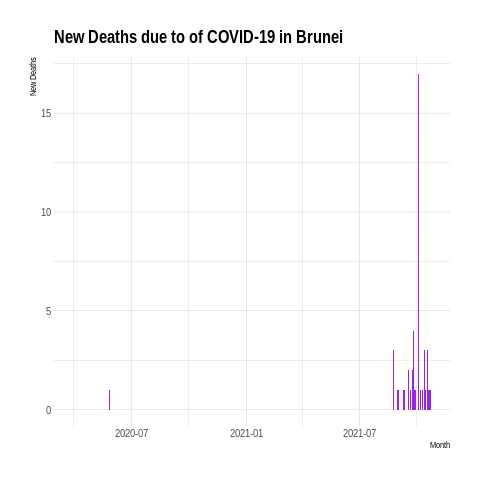 New Deaths due to of COVID-19 in Brunei
New Deaths
15
10
5
0
2020-07
2021-01
2021-07
Month